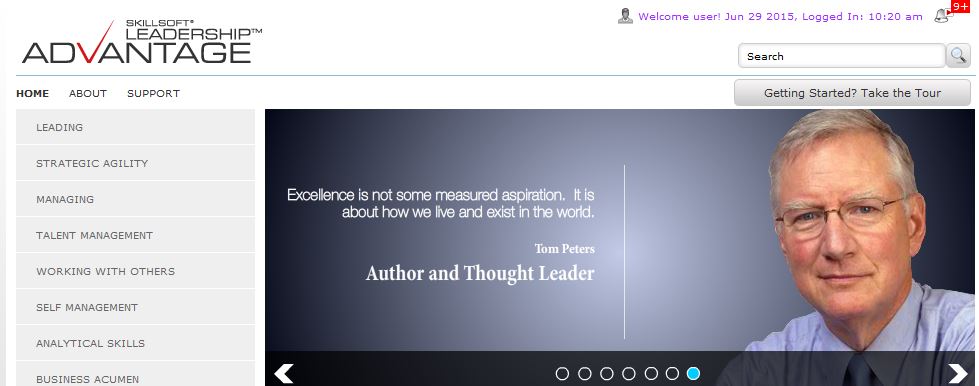 SKILLSOFT®
LEADERSHIP™
ADVANTAGE
Welcome user! Jun 29 2015, Logged In: 10:20 am
9+
Search
HOME ABOUT SUPPORT
Getting Started? Take the Tour
LEADING
STRATEGIC AGILITY
MANAGING
TALENT MANAGEMENT
WORKING WITH OTHERS
SELF MANAGEMENT
ANALYTICAL SKILLS
BUSINESS ACUMEN
Excellence is not some measured aspiration. It is
about how we live and exist in the world.
Tom Peters
Author and Thought Leader